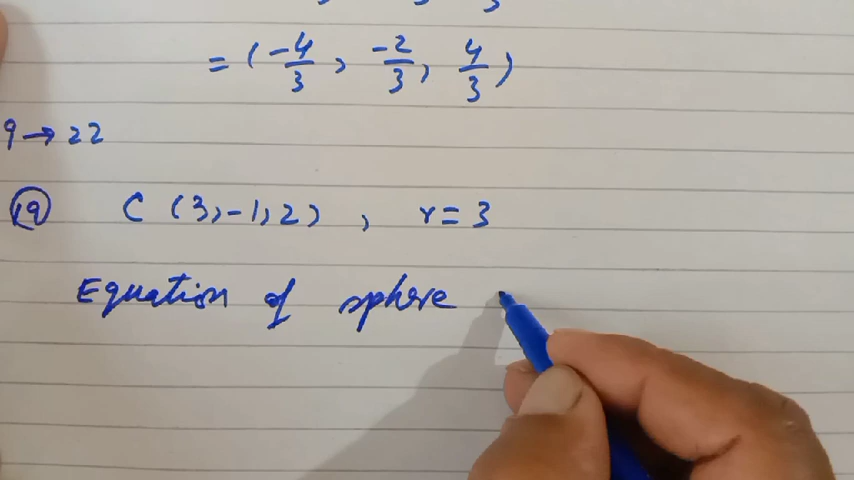 = (-4/3, -2/3, 4/3)
9 → 22
19 C (3,-1,2) , r = 3
Equation of sphere